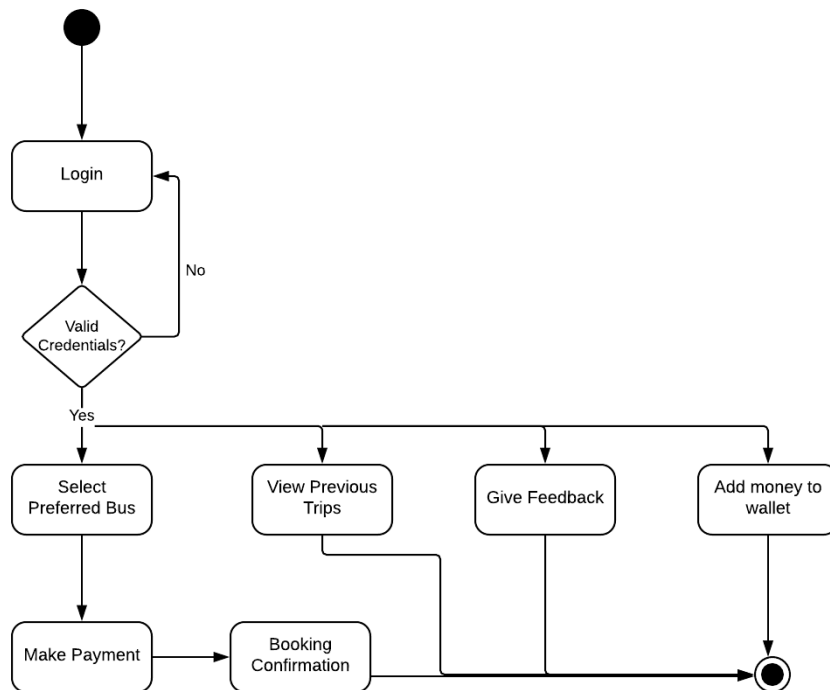 Login
No
Valid
Credentials?
Yes
Select
Preferred Bus
View Previous
Trips
Give Feedback
Add money to
wallet
Make Payment
Booking
Confirmation